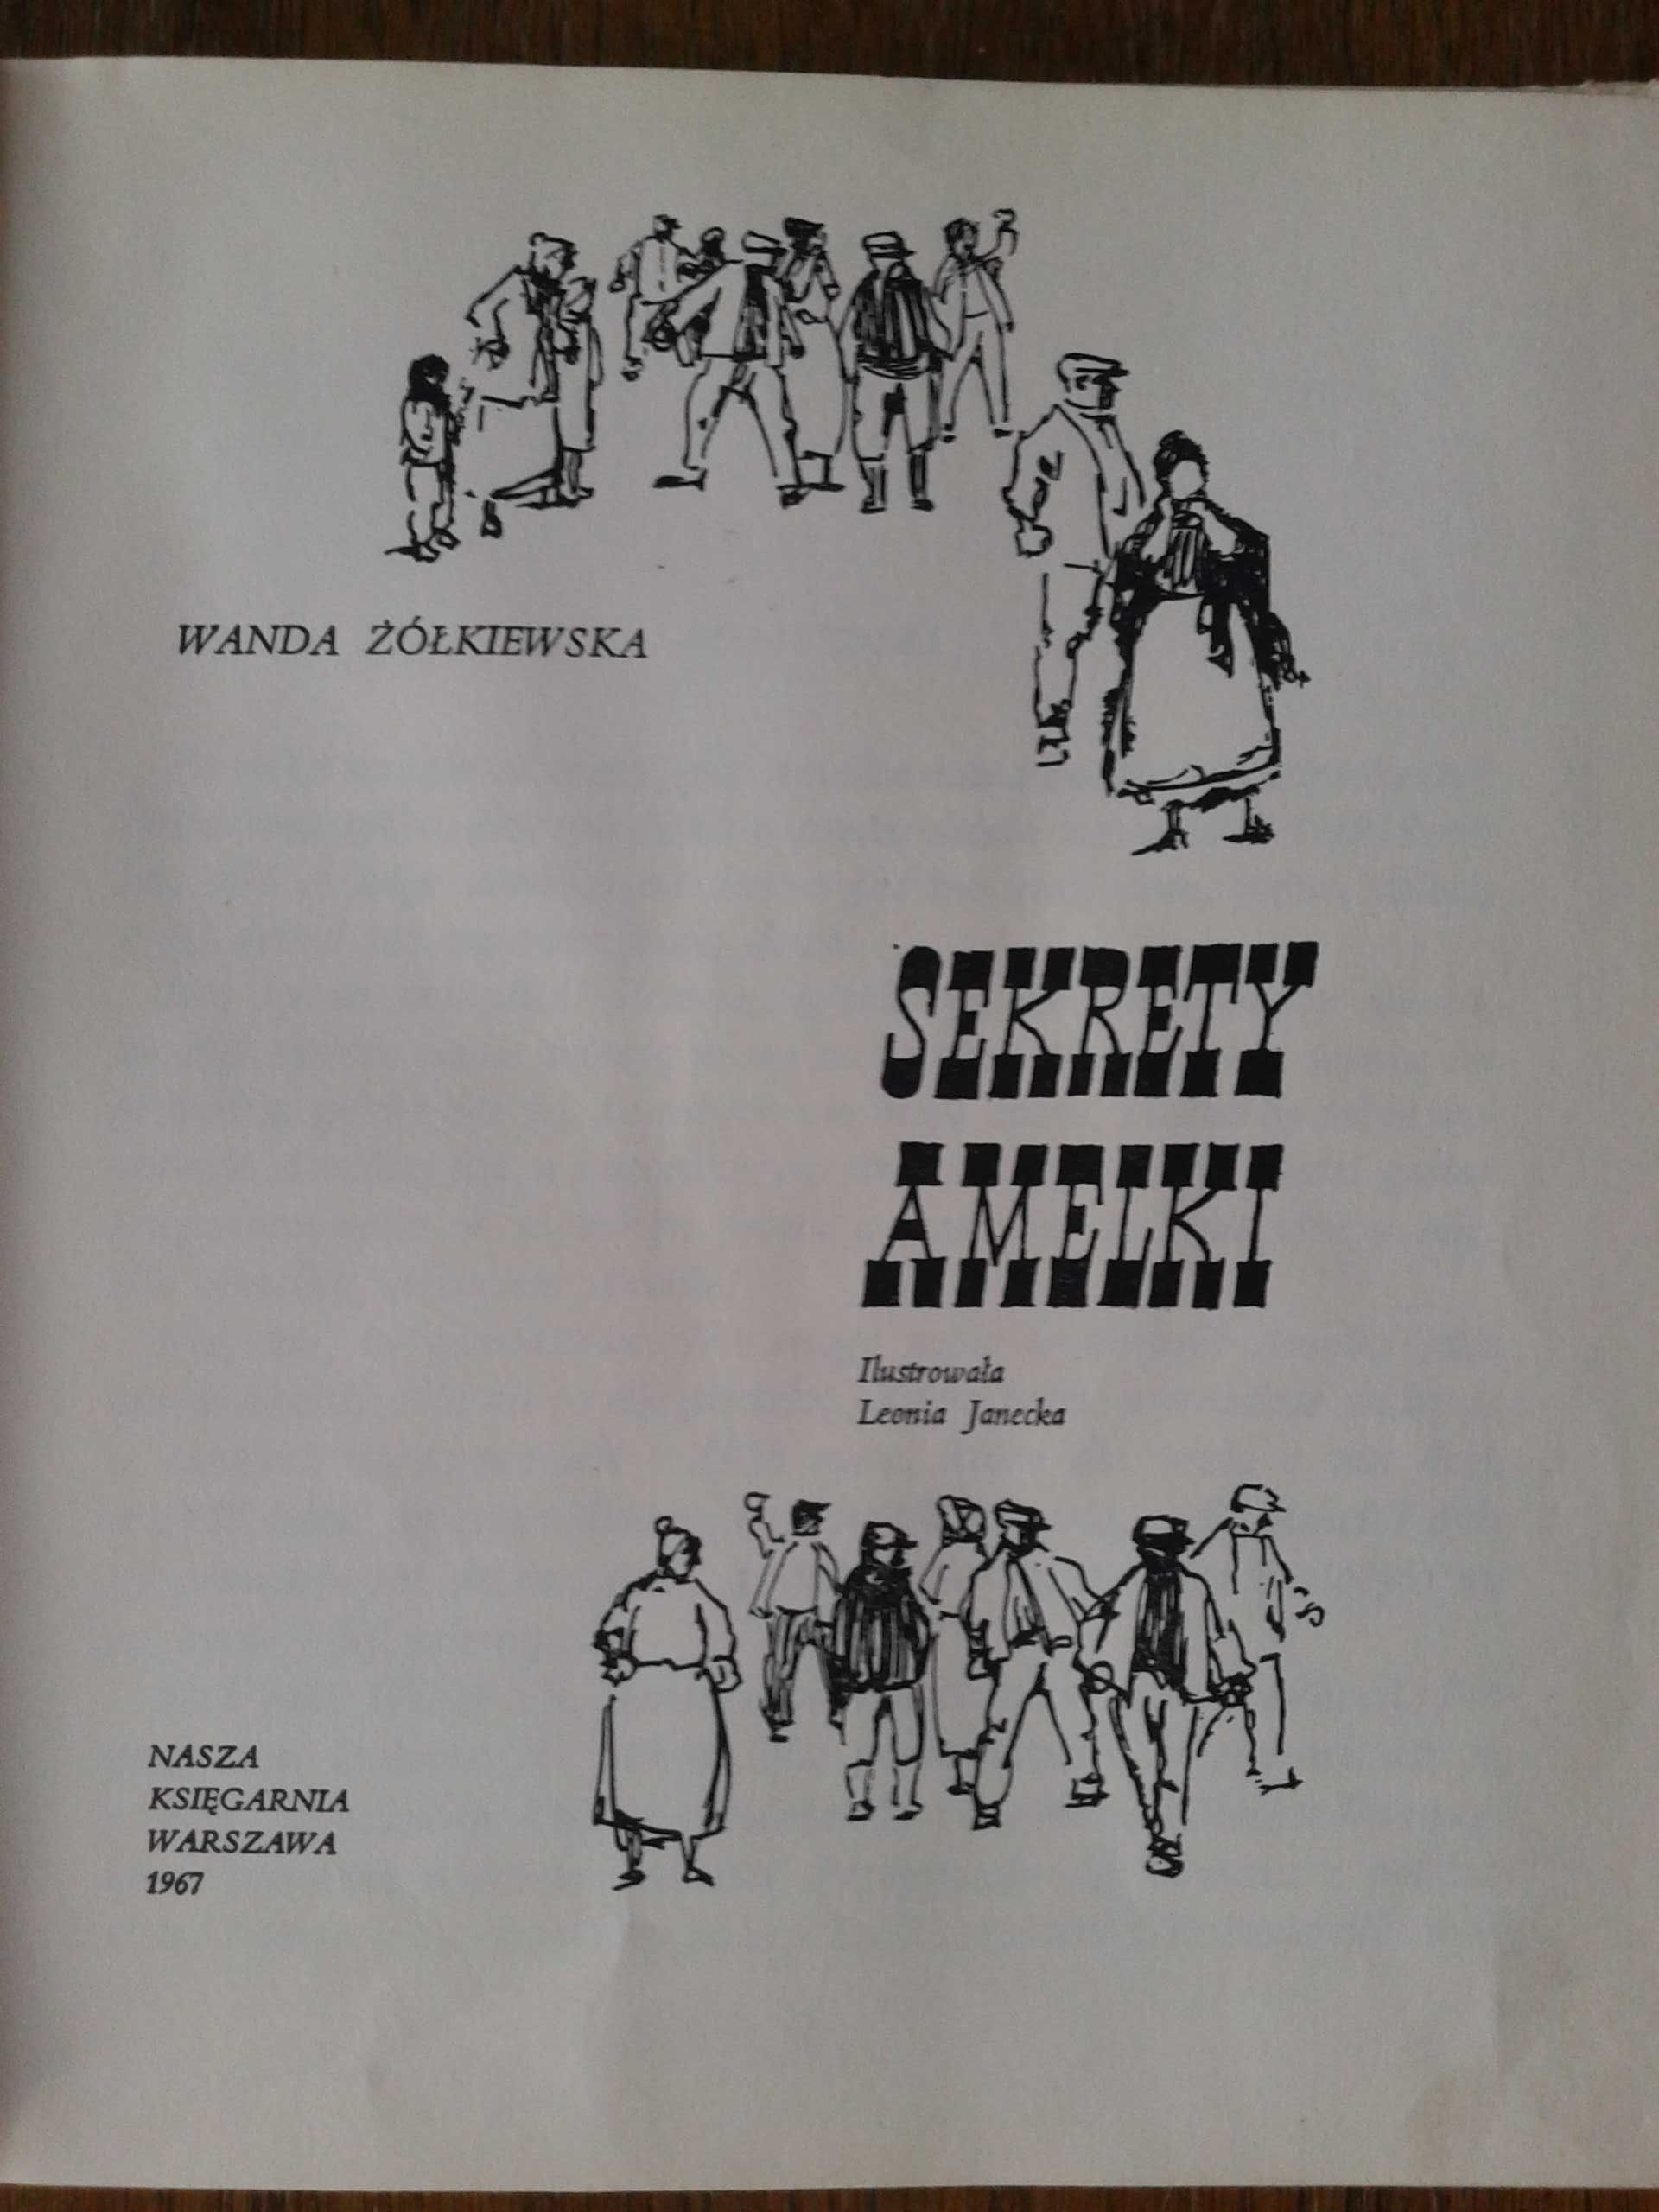 WANDA ŻÓŁKIEWSKA
SEKRETY
AMELKI
Ilustrowała
Leonia Janecka
NASZA
KSIĘGARNIA
WARSZAWA
1967